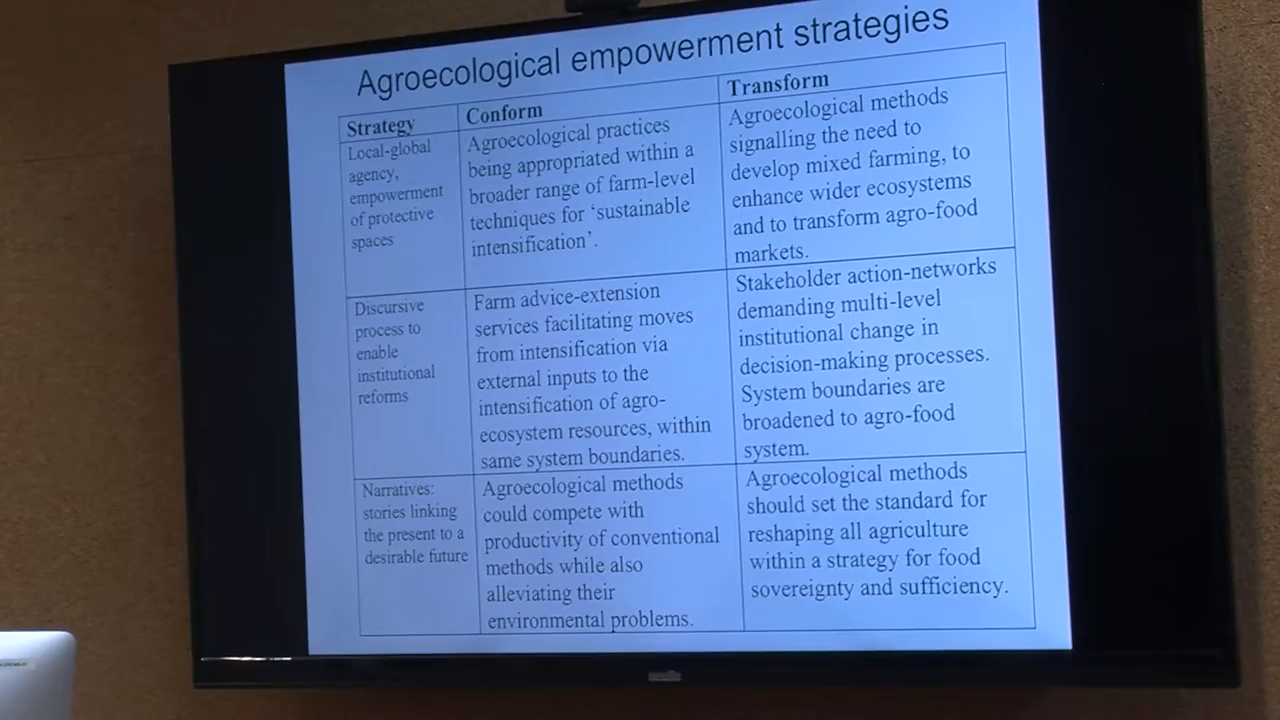 Agroecological empowerment strategies
Strategy
Conform
Transform
Local-global
agency,
empowerment
of protective
spaces
Agroecological practices
being appropriated within a
broader range of farm-level
techniques for ‘sustainable
intensification’.
Agroecological methods
signalling the need to
develop mixed farming, to
enhance wider ecosystems
and to transform agro-food
markets.
Discursive
process to
enable
institutional
reforms
Farm advice-extension
services facilitating moves
from intensification via
external inputs to the
intensification of agro-
ecosystem resources, within
same system boundaries.
Stakeholder action-networks
demanding multi-level
institutional change in
decision-making processes.
System boundaries are
broadened to agro-food
system.
Narratives:
stories linking
the present to a
desirable future
Agroecological methods
could compete with
productivity of conventional
methods while also
alleviating their
environmental problems.
Agroecological methods
should set the standard for
reshaping all agriculture
within a strategy for food
sovereignty and sufficiency.